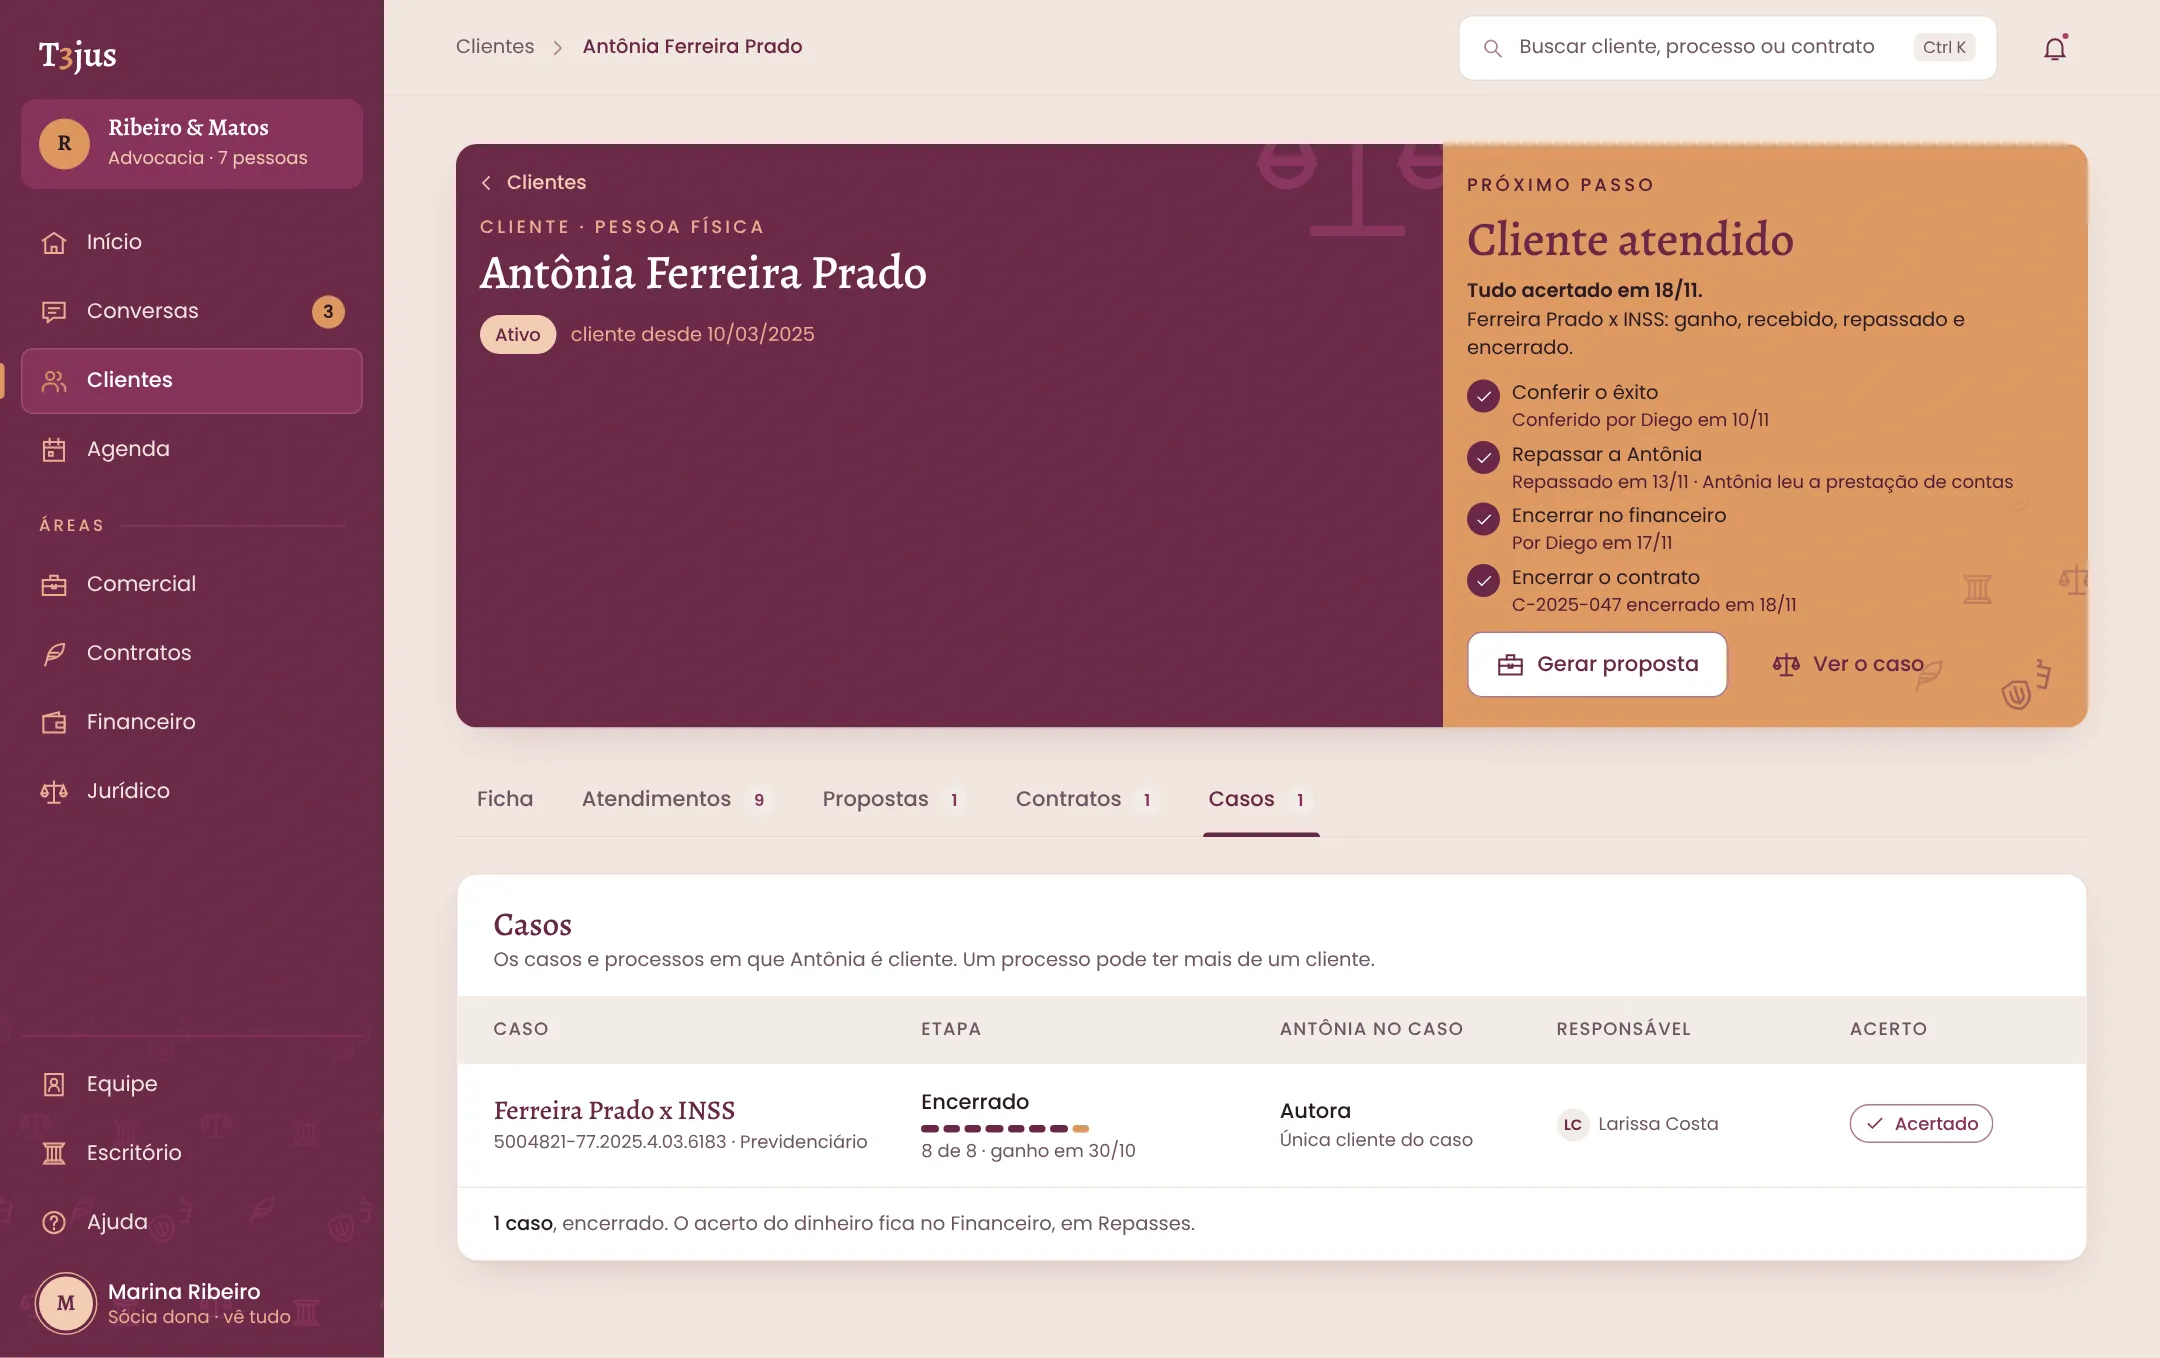 T3jus
R
Ribeiro & Matos
Advocacia · 7 pessoas
Início
Conversas
3
Clientes
Agenda
ÁREAS
Comercial
Contratos
Financeiro
Jurídico
Equipe
Escritório
Ajuda
M
Marina Ribeiro
Sócia dona · vê tudo
Clientes
Antônia Ferreira Prado
Buscar cliente, processo ou contrato
Ctrl K
Clientes
CLIENTE · PESSOA FÍSICA
Antônia Ferreira Prado
Ativo
cliente desde 10/03/2025
PRÓXIMO PASSO
Cliente atendido
Tudo acertado em 18/11.
Ferreira Prado x INSS: ganho, recebido, repassado e
encerrado.
Conferir o êxito
Conferido por Diego em 10/11
Repassar a Antônia
Repassado em 13/11 · Antônia leu a prestação de contas
Encerrar no financeiro
Por Diego em 17/11
Encerrar o contrato
C-2025-047 encerrado em 18/11
Gerar proposta
Ver o caso
Ficha
Atendimentos 9
Propostas 1
Contratos 1
Casos 1
Casos
Os casos e processos em que Antônia é cliente. Um processo pode ter mais de um cliente.
CASO
ETAPA
ANTÔNIA NO CASO
RESPONSÁVEL
ACERTO
Ferreira Prado x INSS
5004821-77.2025.4.03.6183 · Previdenciário
Encerrado
8 de 8 · ganho em 30/10
Autora
Única cliente do caso
LC
Larissa Costa
Acertado
1 caso, encerrado. O acerto do dinheiro fica no Financeiro, em Repasses.